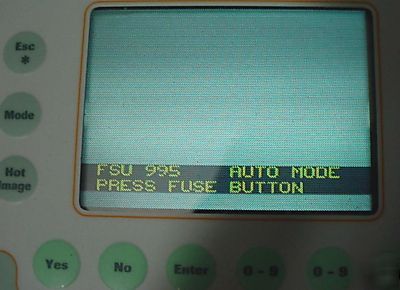 Esc
*
Mode
Hot
Image
FSU 995 AUTO MODE
PRESS FUSE BUTTON
Yes
No
Enter
0 - 9
0 - 9